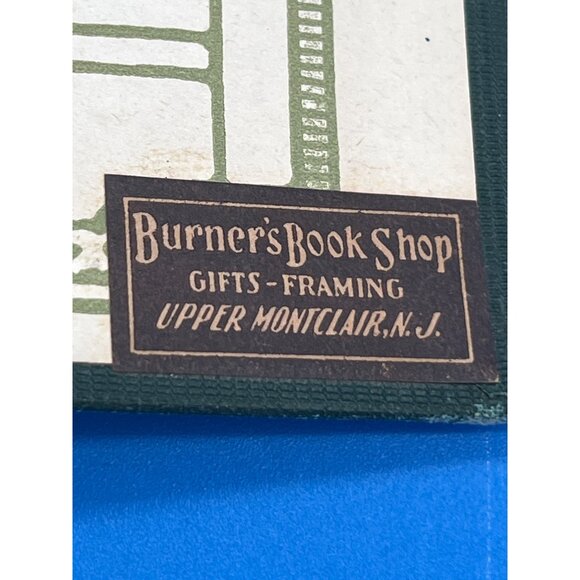 Burner's Book Shop
GIFTS - FRAMING
UPPER MONTCLAIR, N. J.